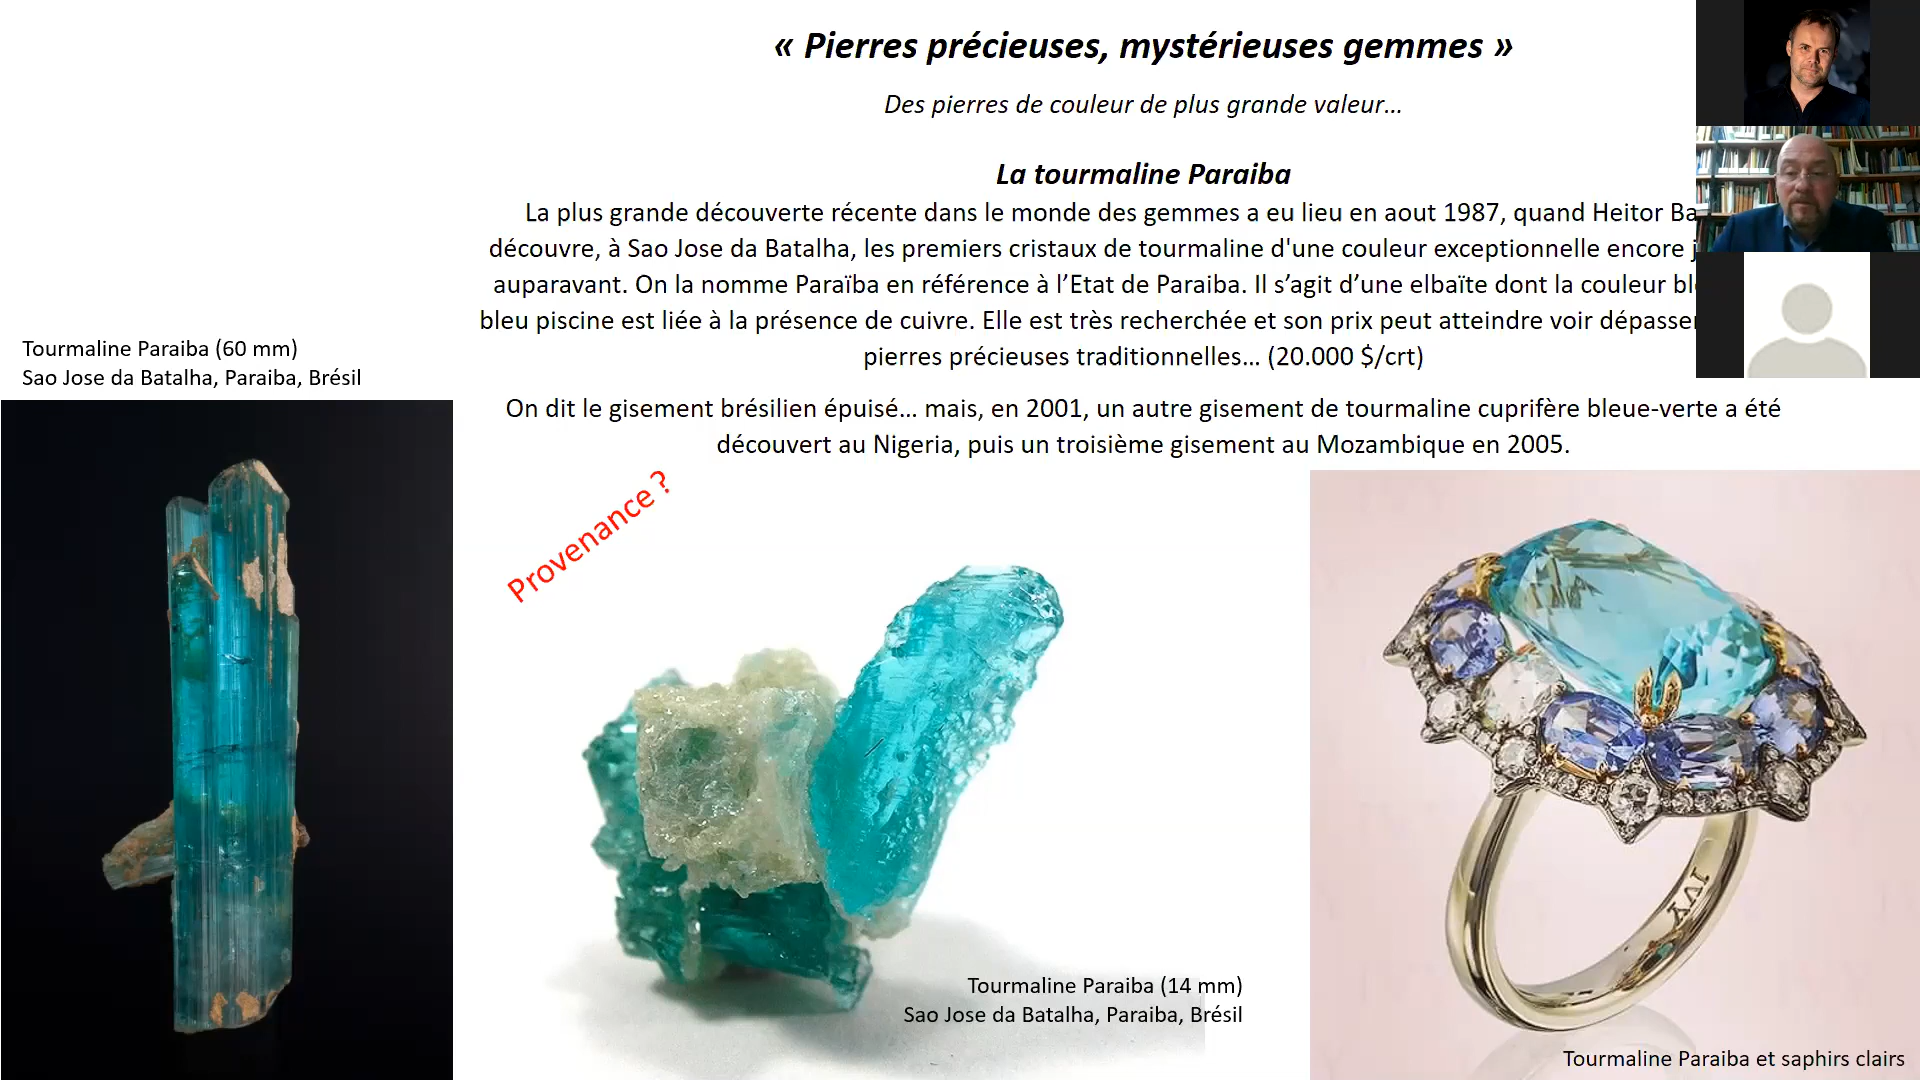 « Pierres précieuses, mystérieuses gemmes »
Des pierres de couleur de plus grande valeur...
La tourmaline Paraiba
La plus grande découverte récente dans le monde des gemmes a eu lieu en aout 1987, quand Heitor
découvre, à Sao Jose da Batalha, les premiers cristaux de tourmaline d'une couleur exceptionnelle encore
auparavant. On la nomme Paraïba en référence à l’Etat de Paraiba. Il s’agit d’une elbaïte dont la couleur
bleu piscine est liée à la présence de cuivre. Elle est très recherchée et son prix peut atteindre voir
pierres précieuses traditionnelles... (20.000 $/crt)
On dit le gisement brésilien épuisé... mais, en 2001, un autre gisement de tourmaline cuprifère bleue-verte a été
découvert au Nigeria, puis un troisième gisement au Mozambique en 2005.
Tourmaline Paraiba (60 mm)
Sao Jose da Batalha, Paraiba, Brésil
Provenance ?
Tourmaline Paraiba (14 mm)
Sao Jose da Batalha, Paraiba, Brésil
IVY
Tourmaline Paraiba et saphirs clairs